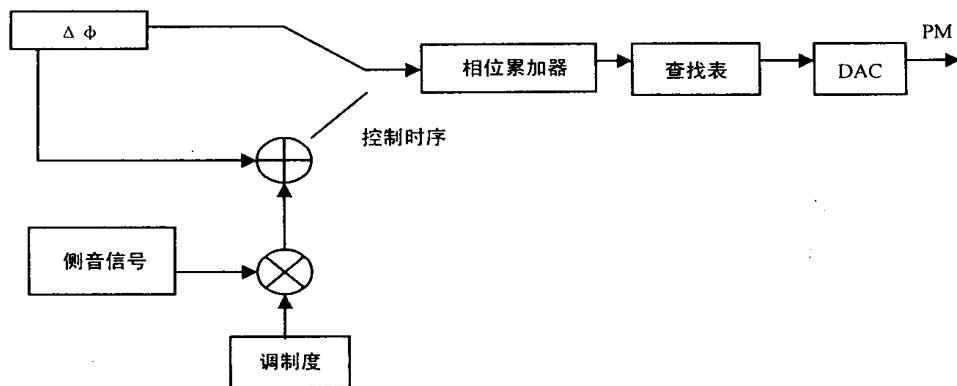 Δ φ
PM
相位累加器
查找表
DAC
控制时序
侧音信号
调制度